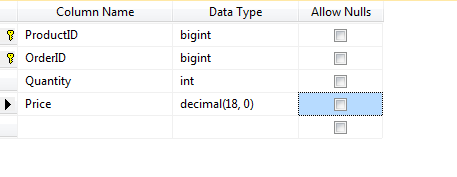 Column Name Data Type Allow Nulls
ProductID bigint
OrderID bigint
Quantity int
Price decimal(18, 0)